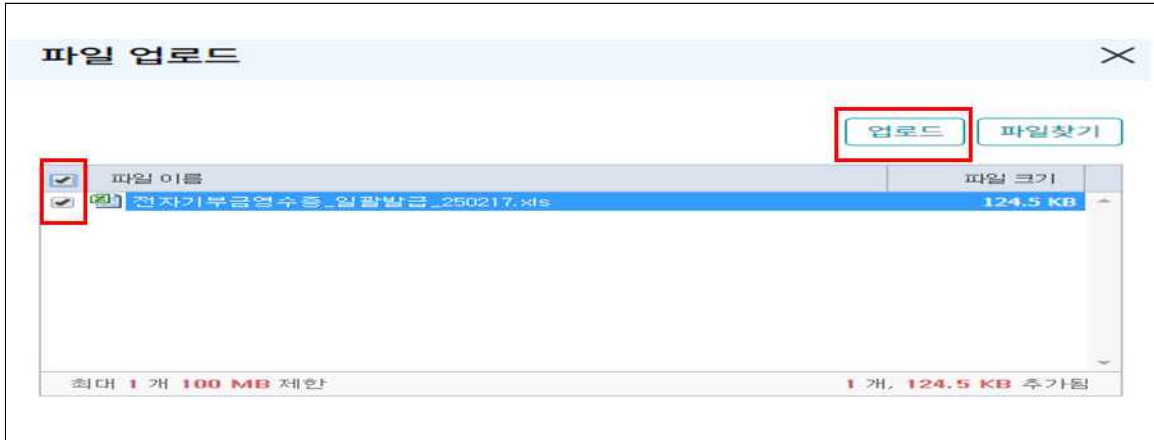 파일 업로드
업로드 파일찾기
파일 이름 파일 크기
전자기부금영수증_일괄발급_250217.xls 124.5 KB
최대 1 개 100 MB 제한 1 개, 124.5 KB 추가됨